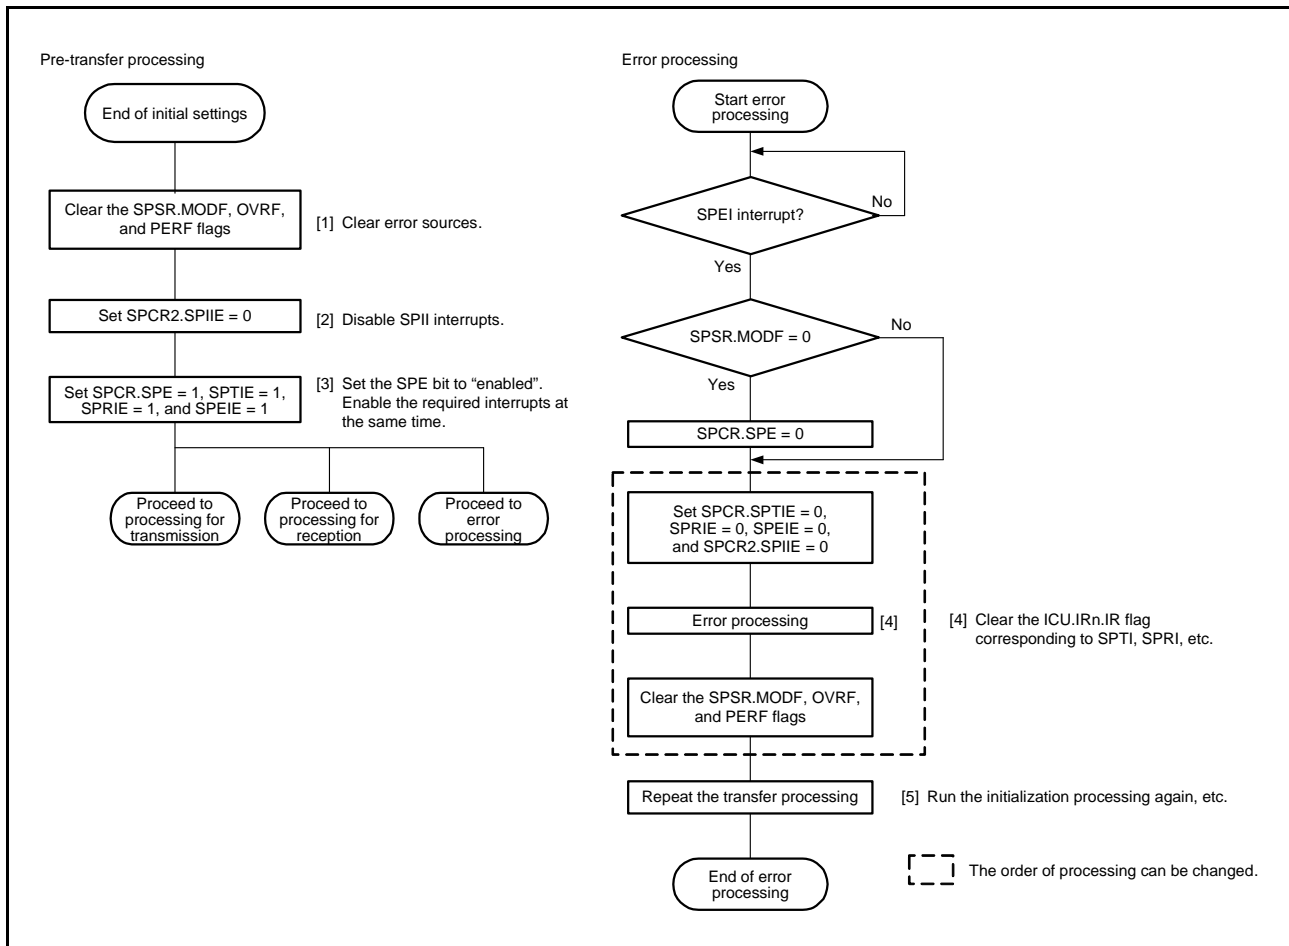 Pre-transfer processing
End of initial settings
Clear the SPSR.MODF, OVRF,
and PERF flags
[1] Clear error sources.
Set SPCR2.SPIIE = 0
[2] Disable SPII interrupts.
Set SPCR.SPE = 1, SPTIE = 1,
SPRIE = 1, and SPEIE = 1
[3] Set the SPE bit to “enabled”.
Enable the required interrupts at
the same time.
Proceed to
processing for
transmission
Proceed to
processing for
reception
Proceed to
error
processing
Error processing
Start error
processing
SPEI interrupt?
No
Yes
SPSR.MODF = 0
No
Yes
SPCR.SPE = 0
Set SPCR.SPTIE = 0,
SPRIE = 0, SPEIE = 0,
and SPCR2.SPIIE = 0
Error processing
[4]
[4] Clear the ICU.IRn.IR flag
corresponding to SPTI, SPRI, etc.
Clear the SPSR.MODF, OVRF,
and PERF flags
Repeat the transfer processing
[5] Run the initialization processing again, etc.
End of error
processing
The order of processing can be changed.